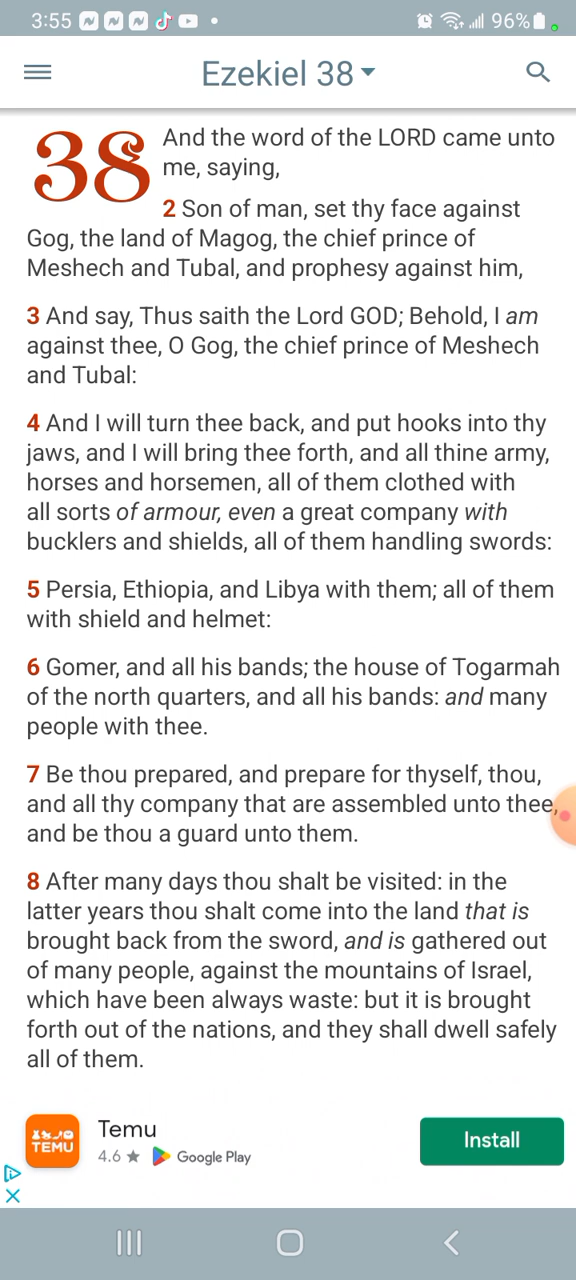 3:55
96%
Ezekiel 38
38 And the word of the LORD came unto
me, saying,
2 Son of man, set thy face against
Gog, the land of Magog, the chief prince of
Meshech and Tubal, and prophesy against him,
3 And say, Thus saith the Lord GOD; Behold, I am
against thee, O Gog, the chief prince of Meshech
and Tubal:
4 And I will turn thee back, and put hooks into thy
jaws, and I will bring thee forth, and all thine army,
horses and horsemen, all of them clothed with
all sorts of armour, even a great company with
bucklers and shields, all of them handling swords:
5 Persia, Ethiopia, and Libya with them; all of them
with shield and helmet:
6 Gomer, and all his bands; the house of Togarmah
of the north quarters, and all his bands: and many
people with thee.
7 Be thou prepared, and prepare for thyself, thou,
and all thy company that are assembled unto thee,
and be thou a guard unto them.
8 After many days thou shalt be visited: in the
latter years thou shalt come into the land that is
brought back from the sword, and is gathered out
of many people, against the mountains of Israel,
which have been always waste: but it is brought
forth out of the nations, and they shall dwell safely
all of them.
TEMU
Temu
4.6 ★ Google Play
Install